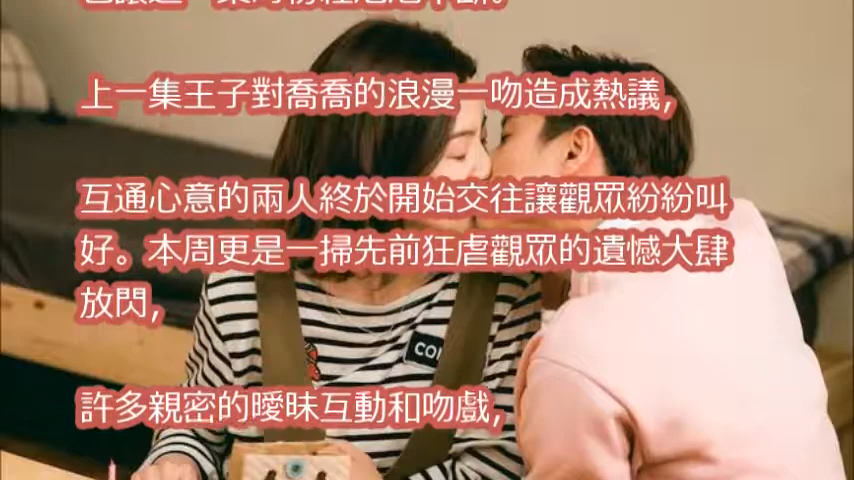 上一集王子對喬喬的浪漫一吻造成熱議,
互通心意的兩人終於開始交往讓觀眾紛紛叫
好。本周更是一掃先前狂虐觀眾的遺憾大肆
放閃,
許多親密的曖昧互動和吻戲,